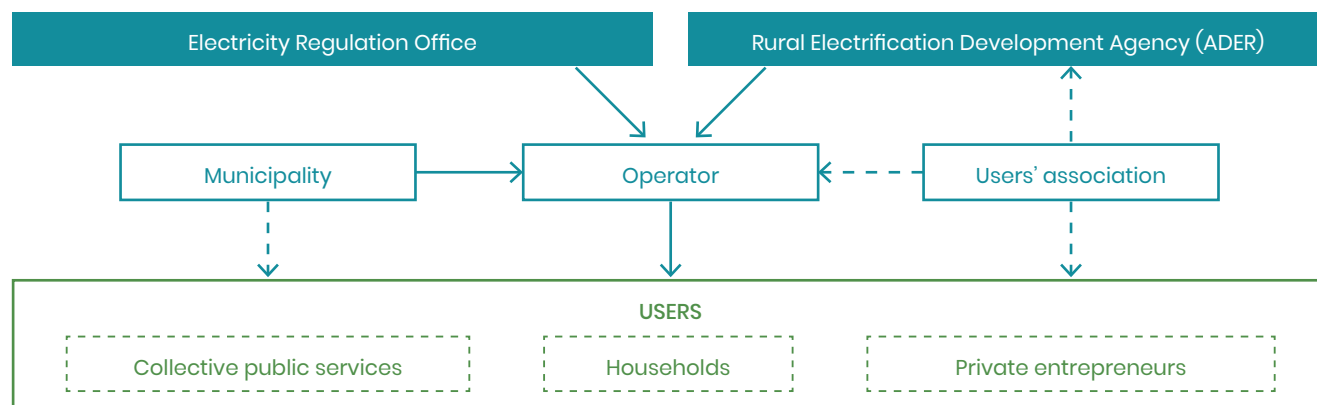 Electricity Regulation Office
Rural Electrification Development Agency (ADER)
Municipality
Operator
Users’ association
USERS
Collective public services
Households
Private entrepreneurs